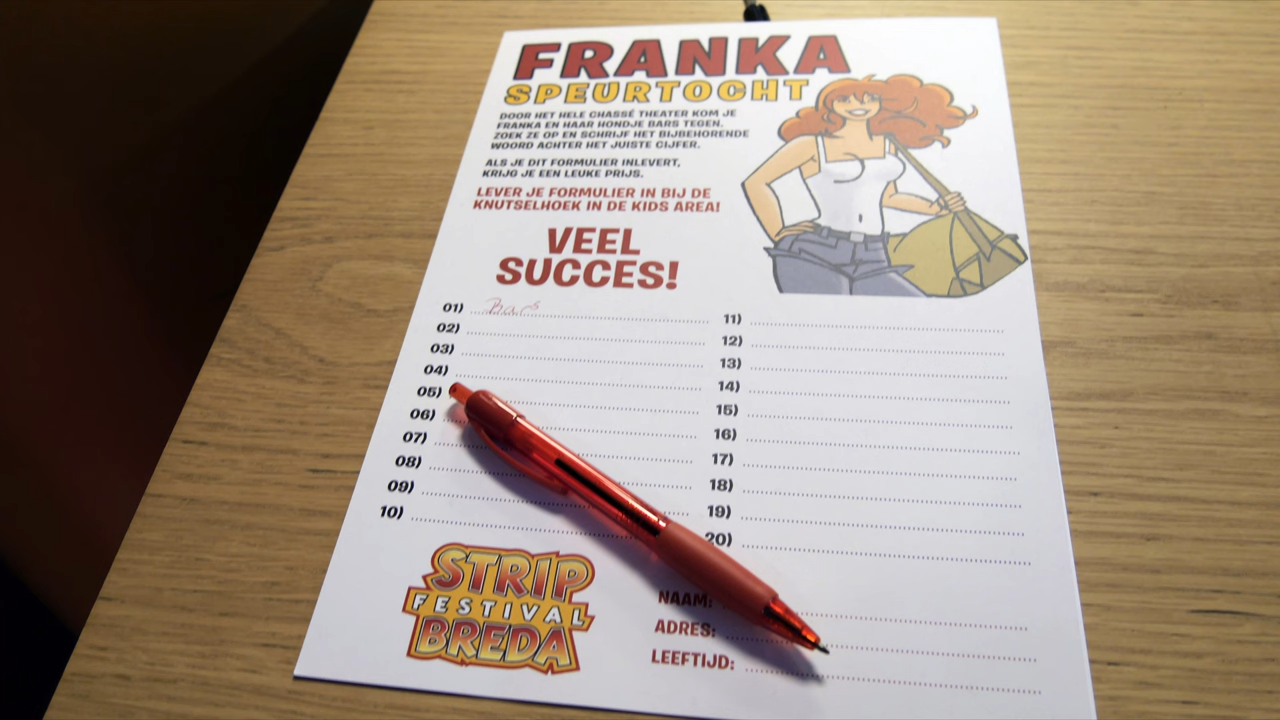 FRANKA
SPEURTOCHT
DOOR HET HELE CHASSÉ THEATER KOM JE
FRANKA EN HAAR HONDJE BARS TEGEN.
ZOEK ZE OP EN SCHRIJF HET BIJBEHORENDE
WOORD ACHTER HET JUISTE CIJFER.
ALS JE DIT FORMULIER INLEVERT,
KRIJG JE EEN LEUKE PRIJS.
LEVER JE FORMULIER IN BIJ DE
KNUTSELHOEK IN DE KIDS AREA!
VEEL
SUCCES!
01) Bars
02)
03)
04)
05)
06)
07)
08)
09)
10)
11)
12)
13)
14)
15)
16)
17)
18)
19)
20)
STRIP
FESTIVAL
BREDA
NAAM:
ADRES:
LEEFTIJD: